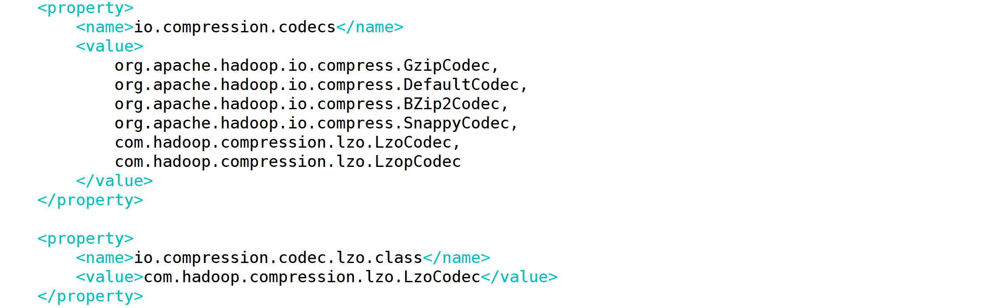 <property>
<name>io.compression.codecs</name>
<value>
org.apache.hadoop.io.compress.GzipCodec,
org.apache.hadoop.io.compress.DefaultCodec,
org.apache.hadoop.io.compress.BZip2Codec,
org.apache.hadoop.io.compress.SnappyCodec,
com.hadoop.compression.lzo.LzoCodec,
com.hadoop.compression.lzo.LzopCodec
</value>
</property>
<property>
<name>io.compression.codec.lzo.class</name>
<value>com.hadoop.compression.lzo.LzoCodec</value>
</property>